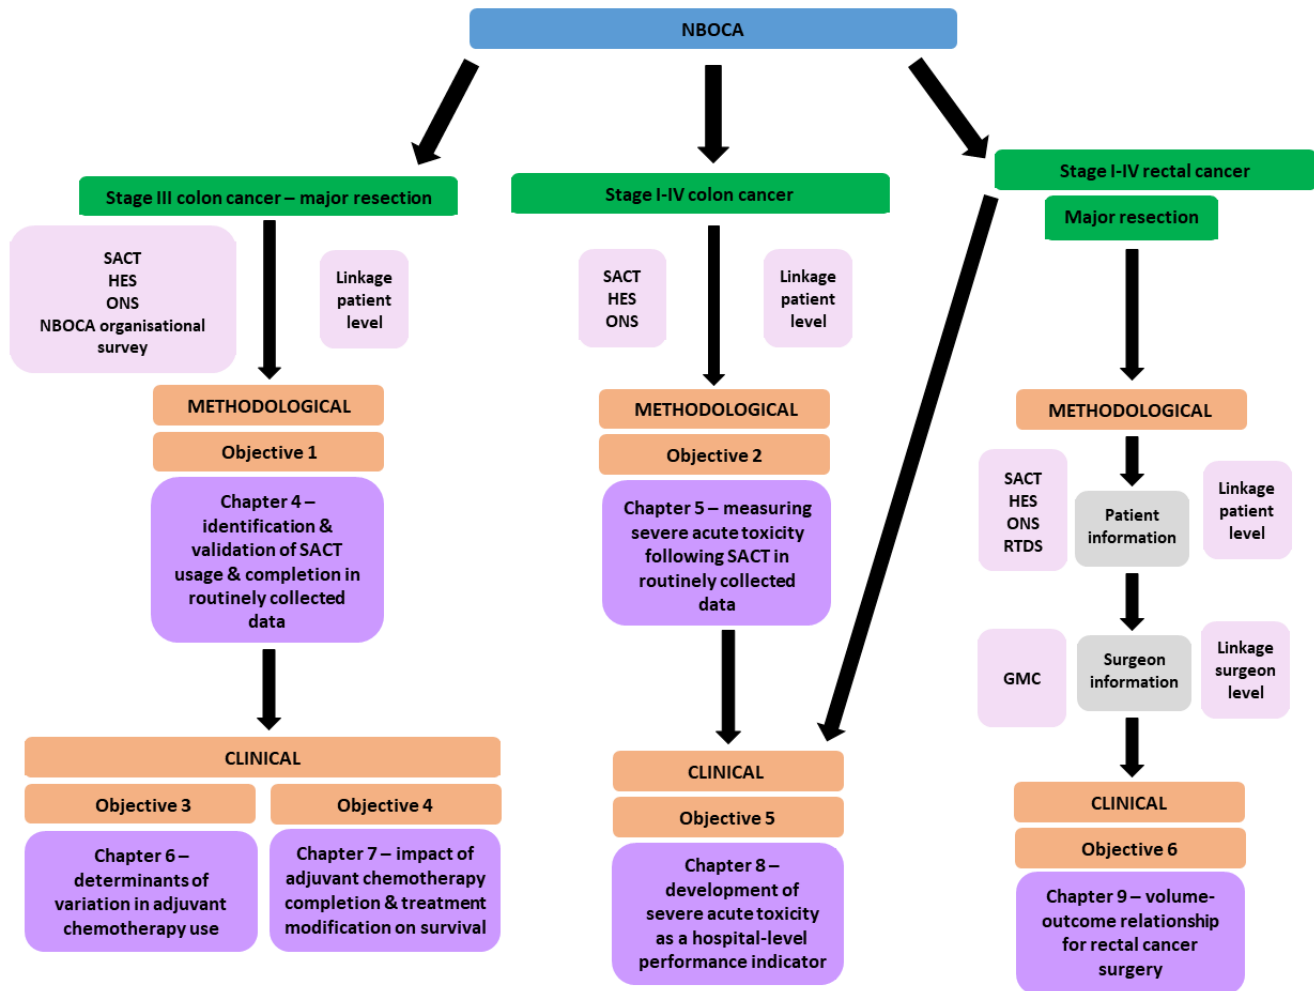 NBOCA
Stage III colon cancer – major resection
SACT
HES
ONS
NBOCA organisational
survey
Linkage
patient
level
METHODOLOGICAL
Objective 1
Chapter 4 –
identification &
validation of SACT
usage & completion in
routinely collected
data
CLINICAL
Objective 3
Chapter 6 –
determinants of
variation in adjuvant
chemotherapy use
Objective 4
Chapter 7 – impact of
adjuvant chemotherapy
completion & treatment
modification on survival
Stage I-IV colon cancer
SACT
HES
ONS
Linkage
patient
level
METHODOLOGICAL
Objective 2
Chapter 5 – measuring
severe acute toxicity
following SACT in
routinely collected
data
CLINICAL
Objective 5
Chapter 8 –
development of
severe acute toxicity
as a hospital-level
performance indicator
Stage I-IV rectal cancer
Major resection
METHODOLOGICAL
SACT
HES
ONS
RTDS
Patient
information
Linkage
patient
level
GMC
Surgeon
information
Linkage
surgeon
level
CLINICAL
Objective 6
Chapter 9 – volume-
outcome relationship
for rectal cancer
surgery